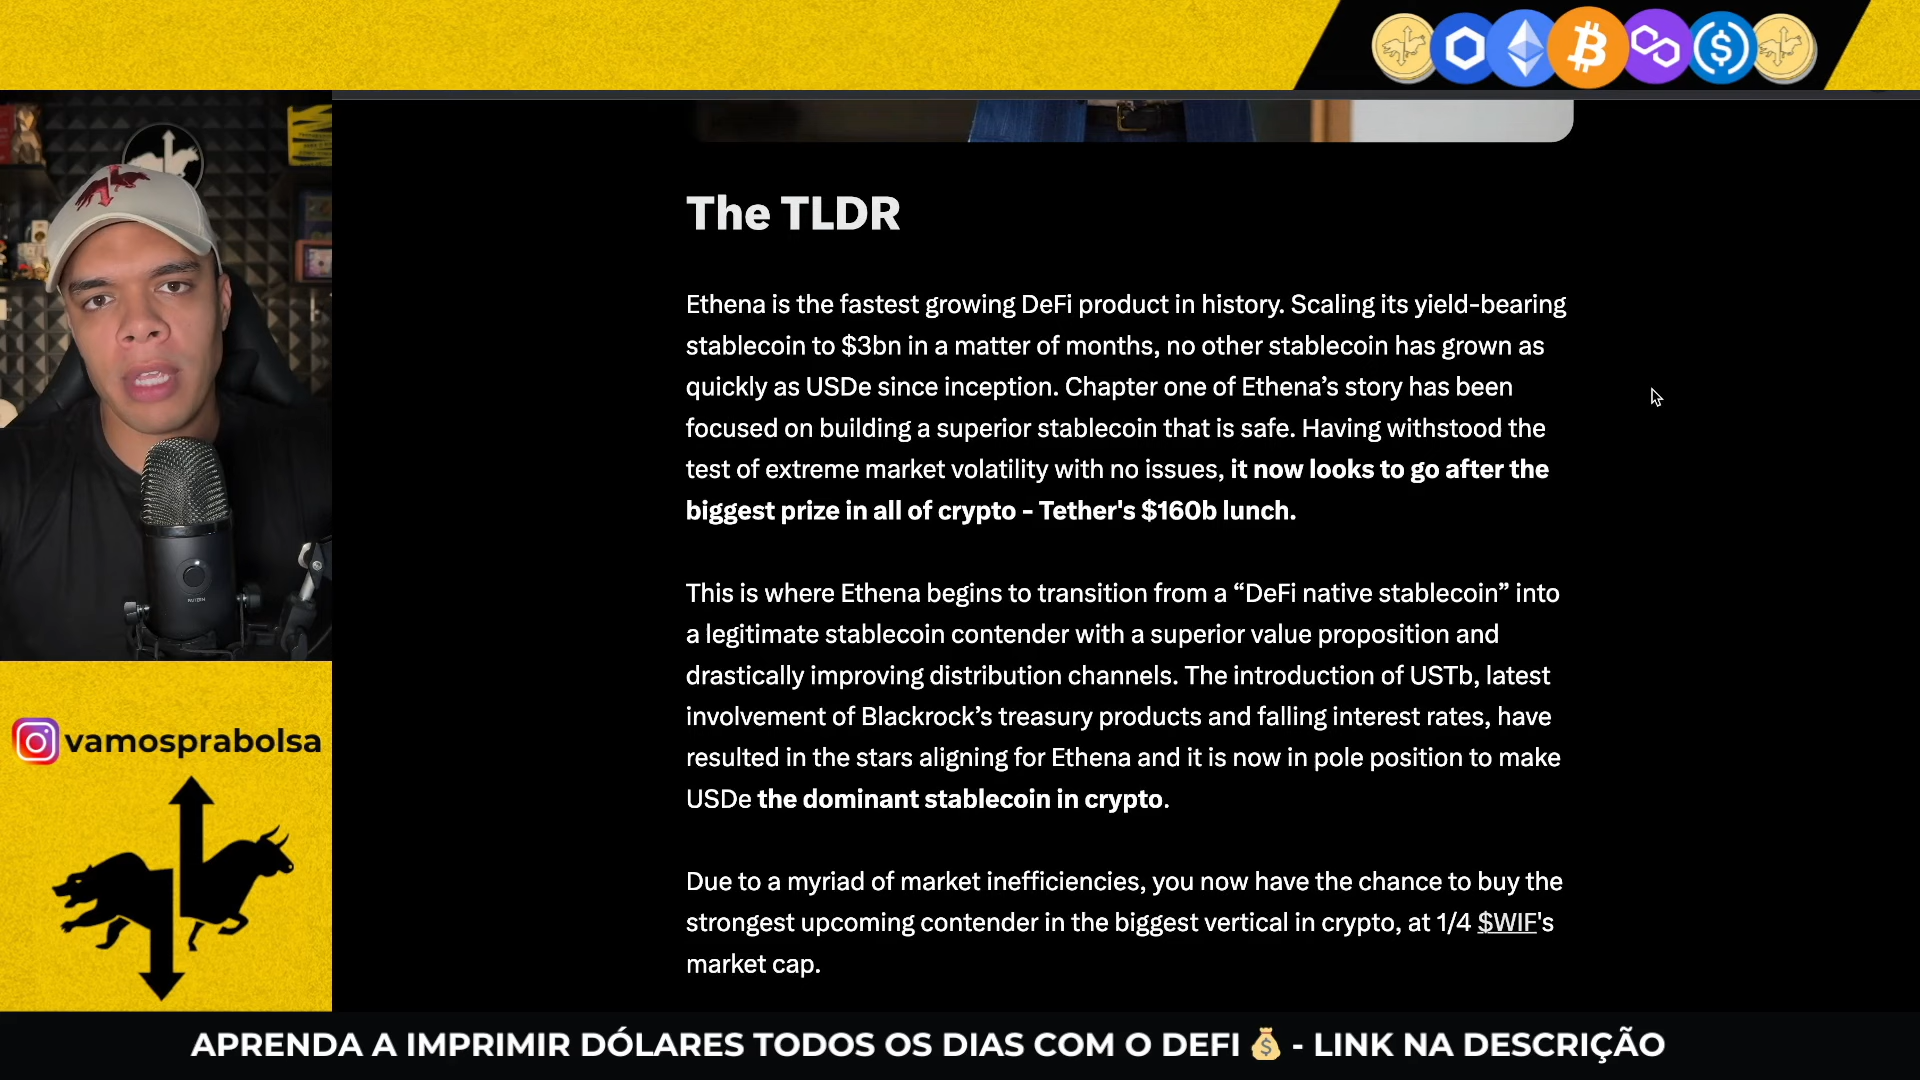 The TLDR
Ethena is the fastest growing DeFi product in history. Scaling its yield-bearing
stablecoin to $3bn in a matter of months, no other stablecoin has grown as
quickly as USDe since inception. Chapter one of Ethena’s story has been
focused on building a superior stablecoin that is safe. Having withstood the
test of extreme market volatility with no issues, it now looks to go after the
biggest prize in all of crypto - Tether's $160b lunch.
This is where Ethena begins to transition from a “DeFi native stablecoin” into
a legitimate stablecoin contender with a superior value proposition and
drastically improving distribution channels. The introduction of USTb, latest
involvement of Blackrock’s treasury products and falling interest rates, have
resulted in the stars aligning for Ethena and it is now in pole position to make
USDe the dominant stablecoin in crypto.
Due to a myriad of market inefficiencies, you now have the chance to buy the
strongest upcoming contender in the biggest vertical in crypto, at 1/4 $WIF's
market cap.
vamosprabolsa
APRENDA A IMPRIMIR DÓLARES TODOS OS DIAS COM O DEFI 💰 - LINK NA DESCRIÇÃO